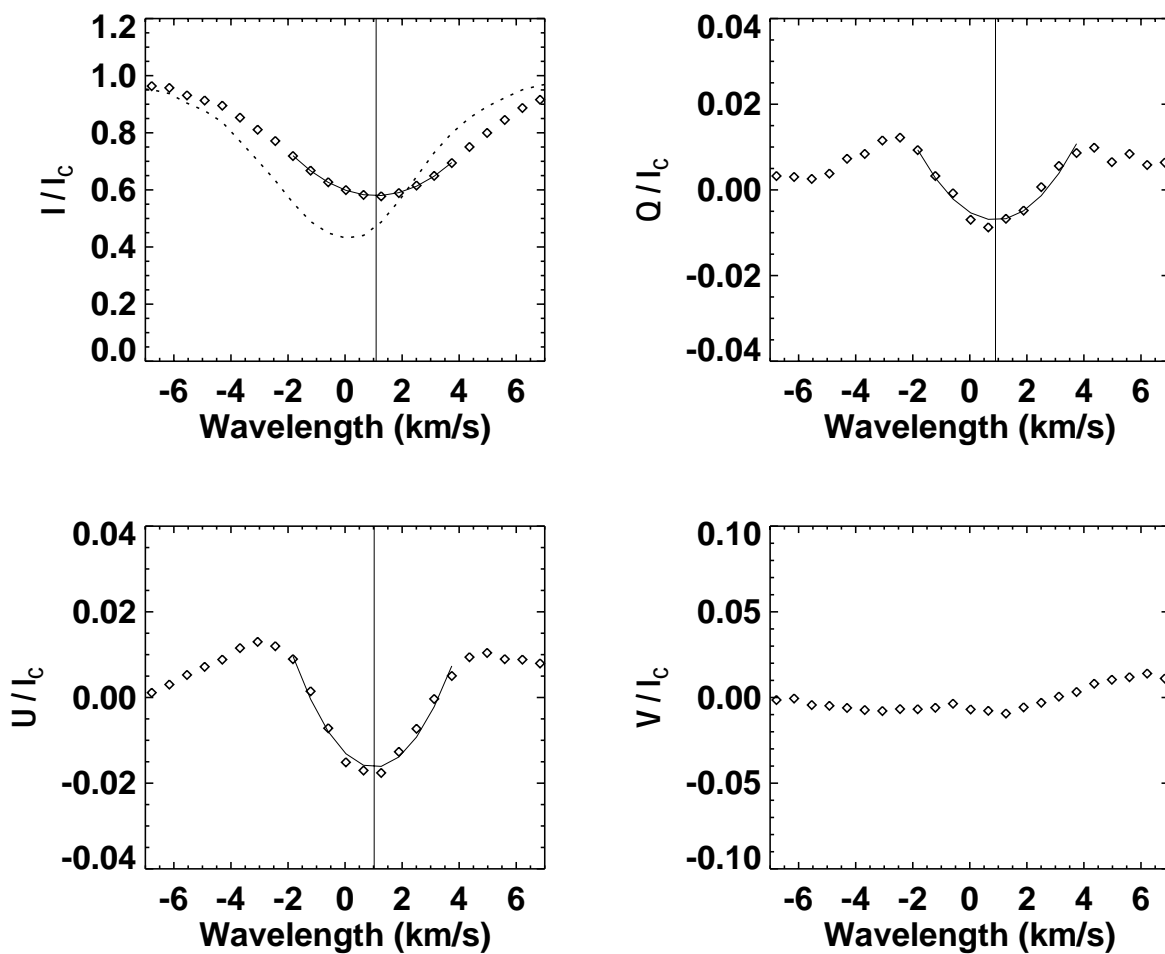 I / I_C
1.2
1.0
0.8
0.6
0.4
0.2
0.0
-6 -4 -2 0 2 4 6
Wavelength (km/s)
Q / I_C
0.04
0.02
0.00
-0.02
-0.04
-6 -4 -2 0 2 4 6
Wavelength (km/s)
U / I_C
0.04
0.02
0.00
-0.02
-0.04
-6 -4 -2 0 2 4 6
Wavelength (km/s)
V / I_C
0.10
0.05
0.00
-0.05
-0.10
-6 -4 -2 0 2 4 6
Wavelength (km/s)